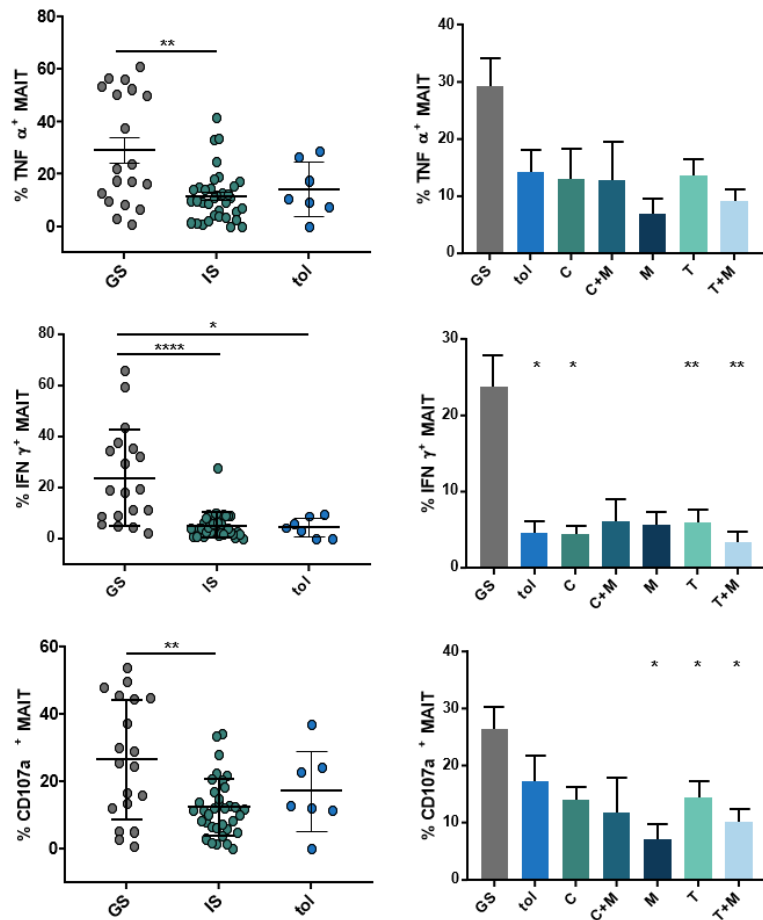 % TNF α⁺ MAIT
80
60
40
20
0
**
GS IS tol
% TNF α⁺ MAIT
40
30
20
10
0
GS tol C C+M M T T+M
% IFN γ⁺ MAIT
80
60
40
20
0
*
****
GS IS tol
% IFN γ⁺ MAIT
30
20
10
0
* * ** **
GS tol C C+M M T T+M
% CD107a ⁺ MAIT
60
40
20
0
**
GS IS tol
% CD107a ⁺ MAIT
40
30
20
10
0
* * *
GS tol C C+M M T T+M